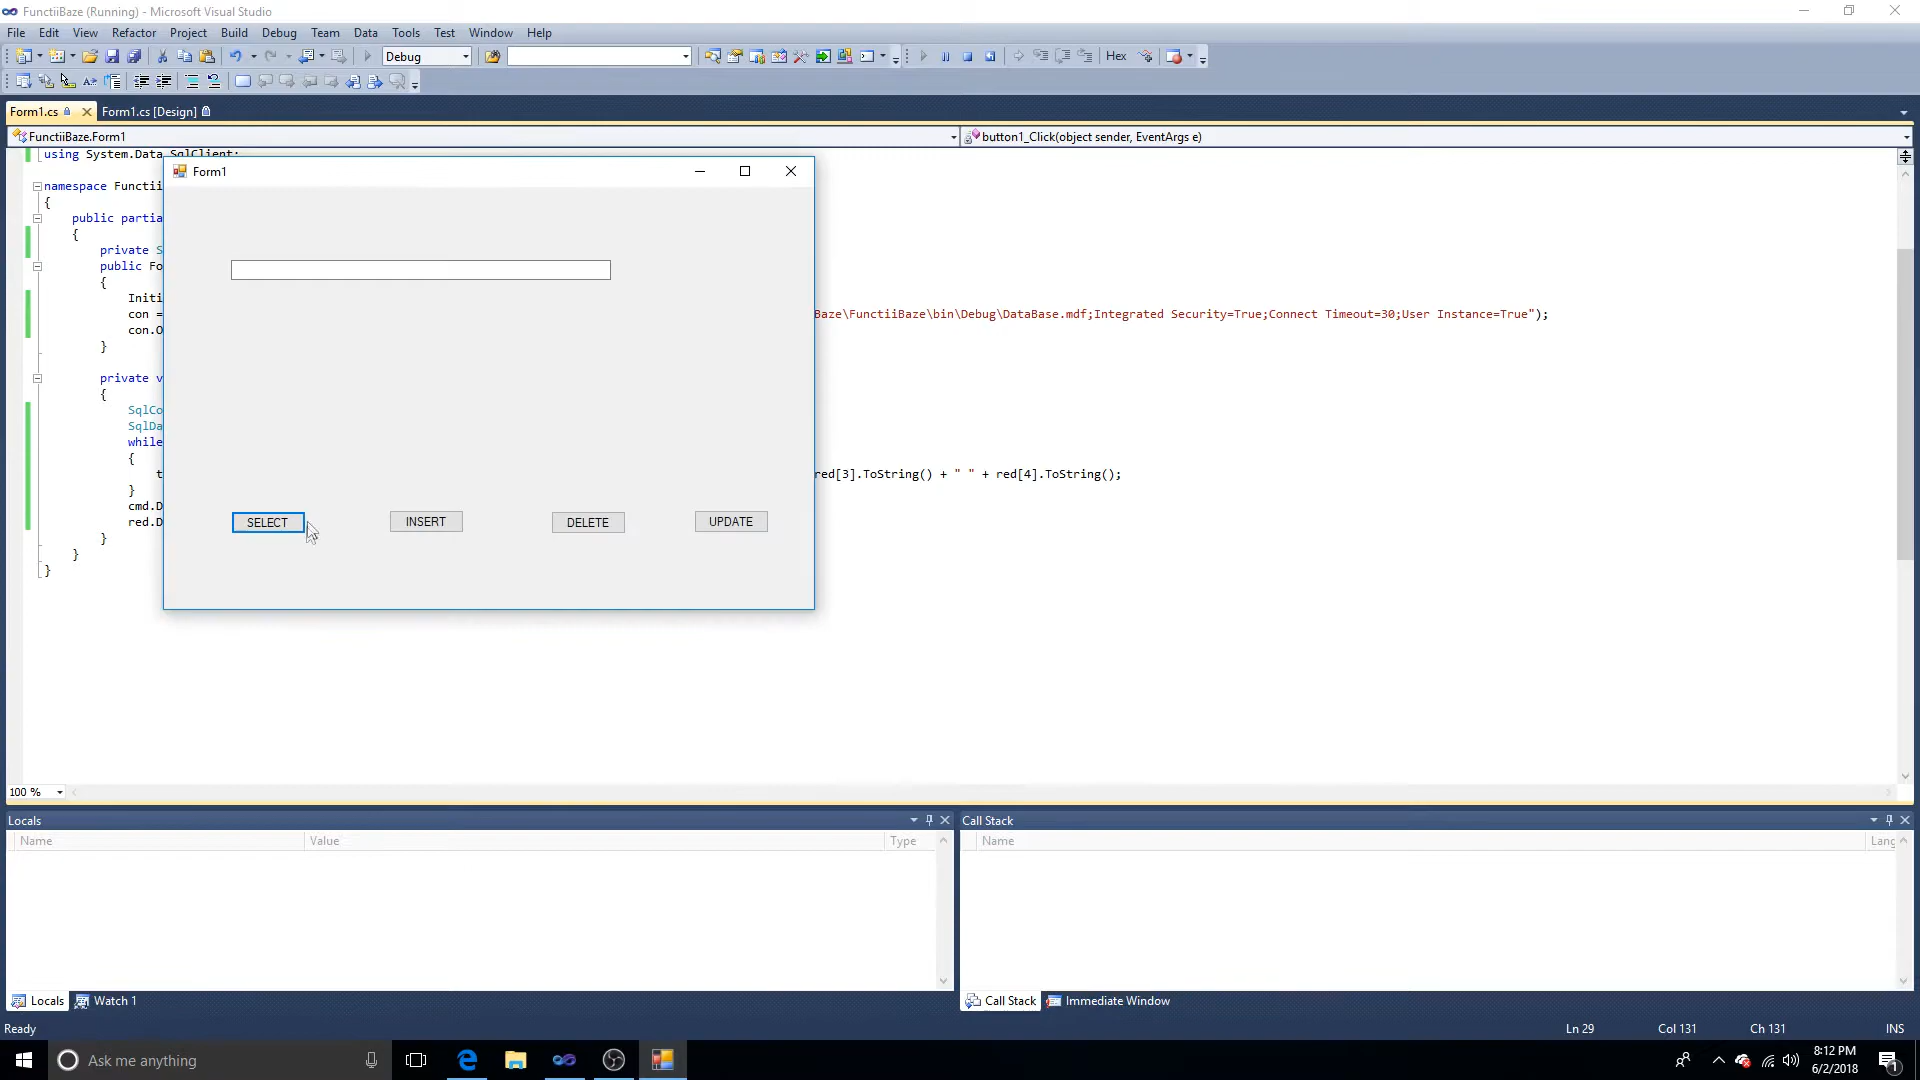 FunctiiBaze (Running) - Microsoft Visual Studio
File Edit View Refactor Project Build Debug Team Data Tools Test Window Help
Debug
Hex
Form1.cs Form1.cs [Design]
FunctiiBaze.Form1
button1_Click(object sender, EventArgs e)
using System.Data.SqlClient;
Form1
namespace Functii
{
public partia
{
private S
public Fo
{
Initi
con = Baze\FunctiiBaze\bin\Debug\DataBase.mdf;Integrated Security=True;Connect Timeout=30;User Instance=True");
con.O
}
private v
{
SqlCo
SqlDa
while
{
t red[3].ToString() + " " + red[4].ToString();
}
cmd.D
red.D
}
}
}
SELECT INSERT DELETE UPDATE
100 %
Locals
Name Value Type
Call Stack
Name Lang
Locals Watch 1
Call Stack Immediate Window
Ready Ln 29 Col 131 Ch 131 INS
Ask me anything
8:12 PM
6/2/2018
1